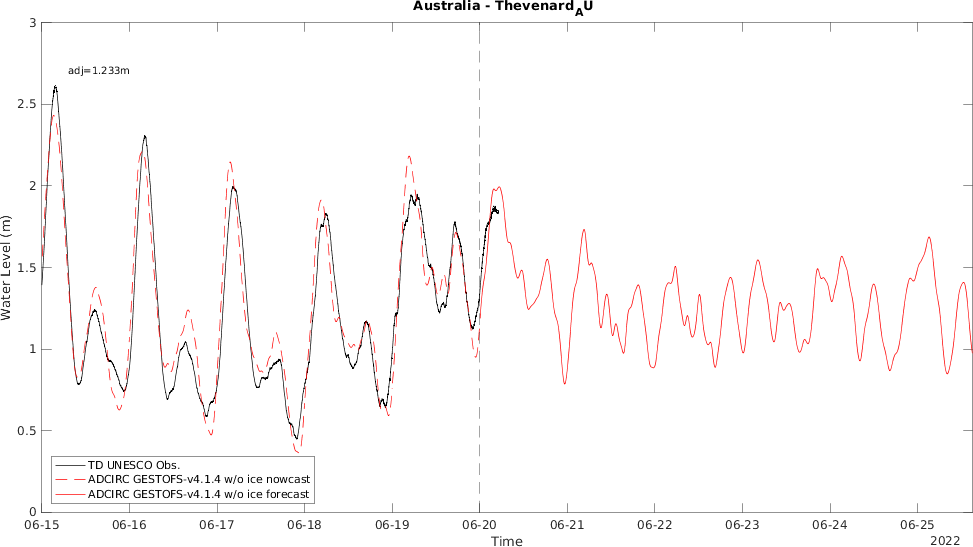 Australia - Thevenard_AU
adj=1.233m
3
2.5
2
1.5
1
0.5
0
Water Level (m)
TD UNESCO Obs.
ADCIRC GESTOFS-v4.1.4 w/o ice nowcast
ADCIRC GESTOFS-v4.1.4 w/o ice forecast
06-15 06-16 06-17 06-18 06-19 06-20 06-21 06-22 06-23 06-24 06-25
Time
2022